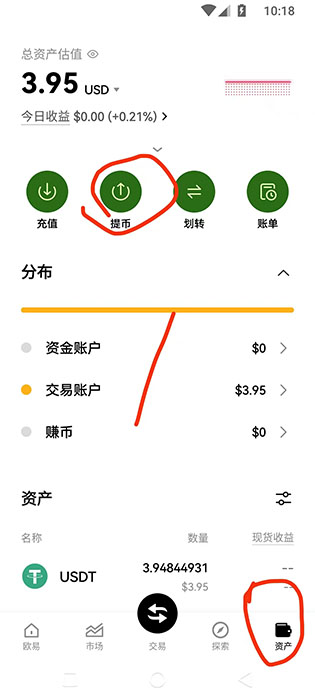 10:18
总资产估值
3.95 USD
今日收益 $0.00 (+0.21%)
充值 提币 划转 账单
分布
资金账户 $0
交易账户 $3.95
赚币 $0
资产
名称 数量 现货收益
USDT 3.94844931 --
$3.95 --
欧易 市场 交易 探索 资产